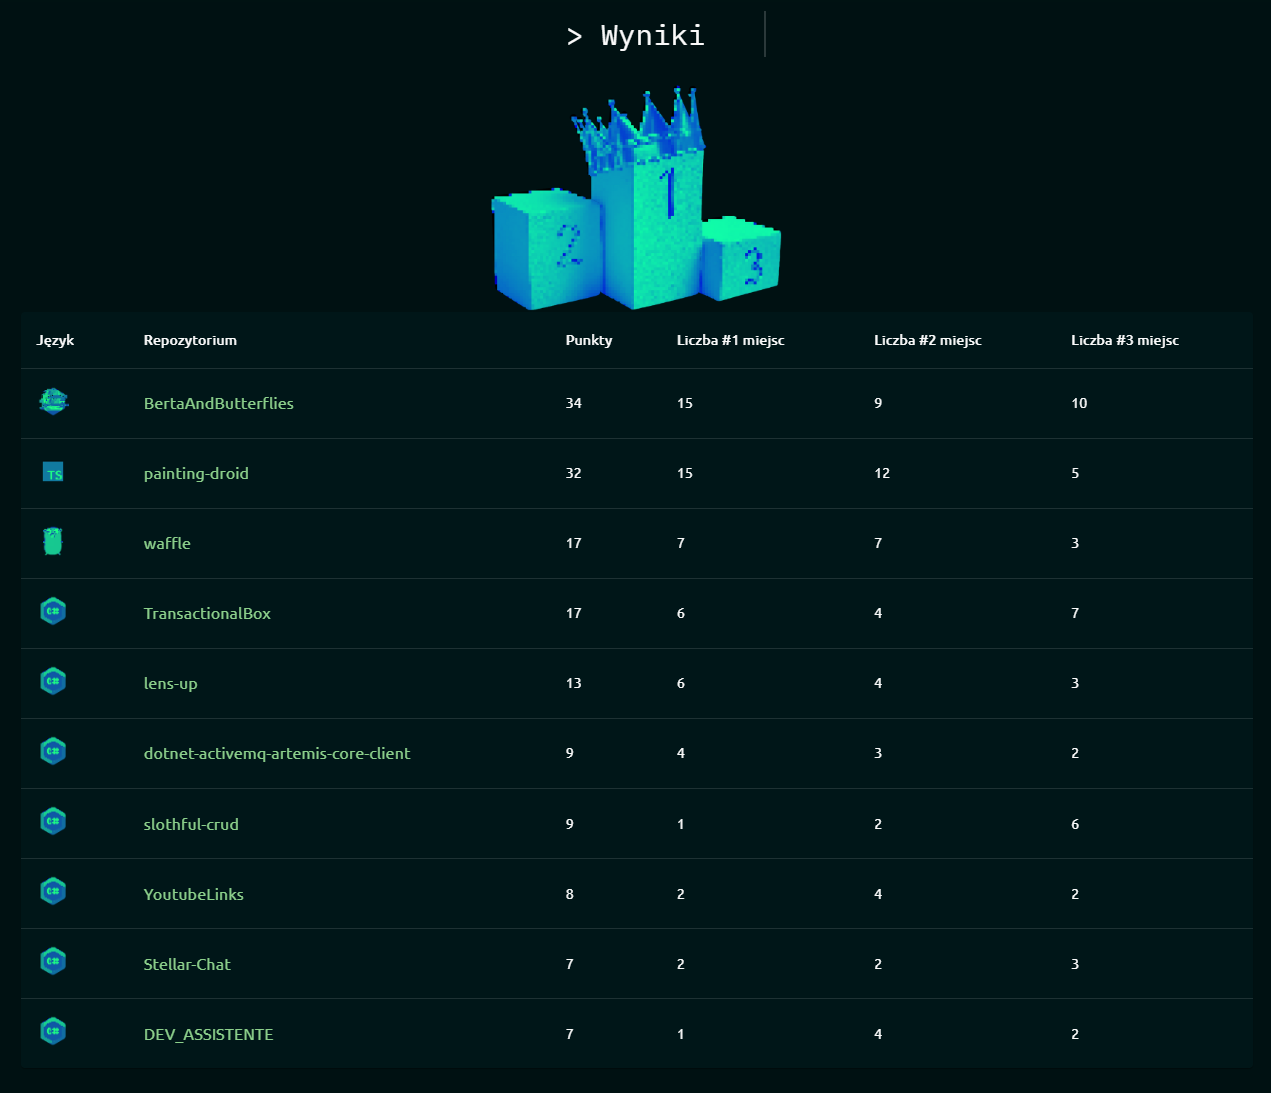 > Wyniki
1
2
3
Język Repozytorium Punkty Liczba #1 miejsc Liczba #2 miejsc Liczba #3 miejsc
BertaAndButterflies 34 15 9 10
TS painting-droid 32 15 12 5
waffle 17 7 7 3
C# TransactionalBox 17 6 4 7
C# lens-up 13 6 4 3
C# dotnet-activemq-artemis-core-client 9 4 3 2
C# slothful-crud 9 1 2 6
C# YoutubeLinks 8 2 4 2
C# Stellar-Chat 7 2 2 3
C# DEV_ASSISTENTE 7 1 4 2